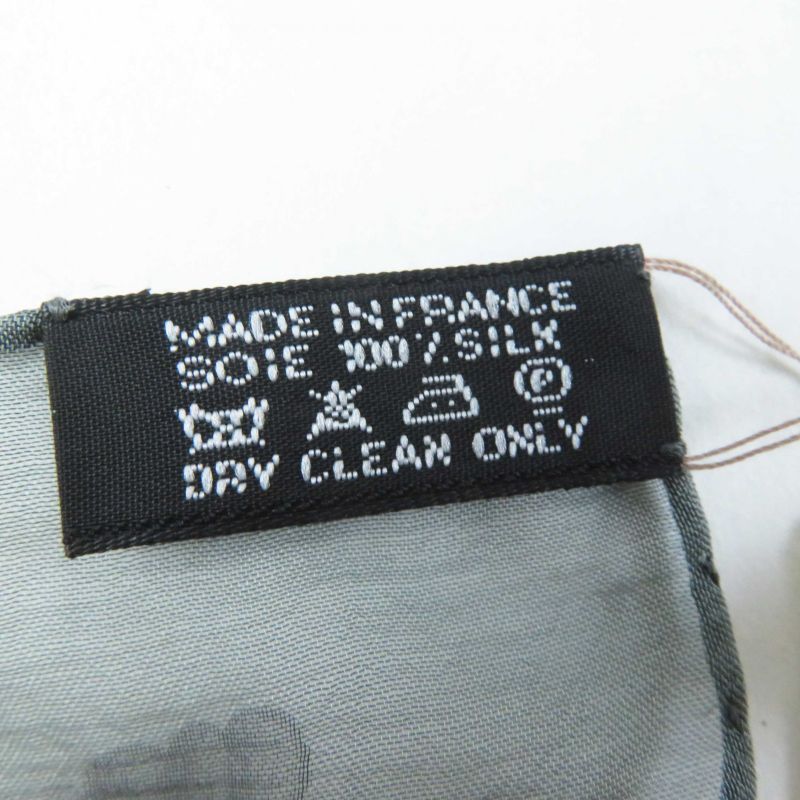 MADE IN FRANCE
SOIE 100% SILK
P
DRY CLEAN ONLY